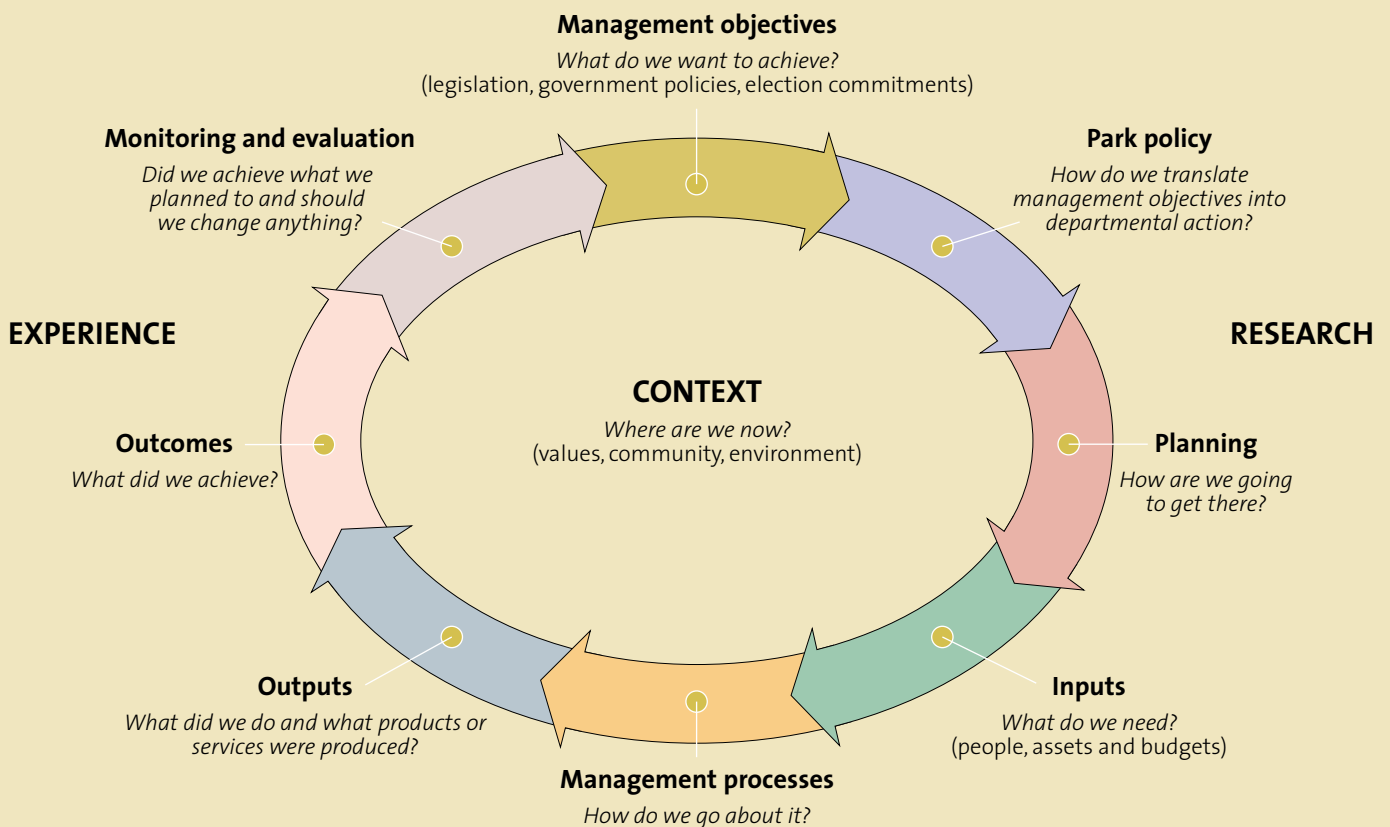 Management objectives
What do we want to achieve?
(legislation, government policies, election commitments)
Monitoring and evaluation
Did we achieve what we
planned to and should
we change anything?
Park policy
How do we translate
management objectives into
departmental action?
EXPERIENCE
RESEARCH
CONTEXT
Where are we now?
(values, community, environment)
Outcomes
What did we achieve?
Planning
How are we going
to get there?
Outputs
What did we do and what products or
services were produced?
Inputs
What do we need?
(people, assets and budgets)
Management processes
How do we go about it?